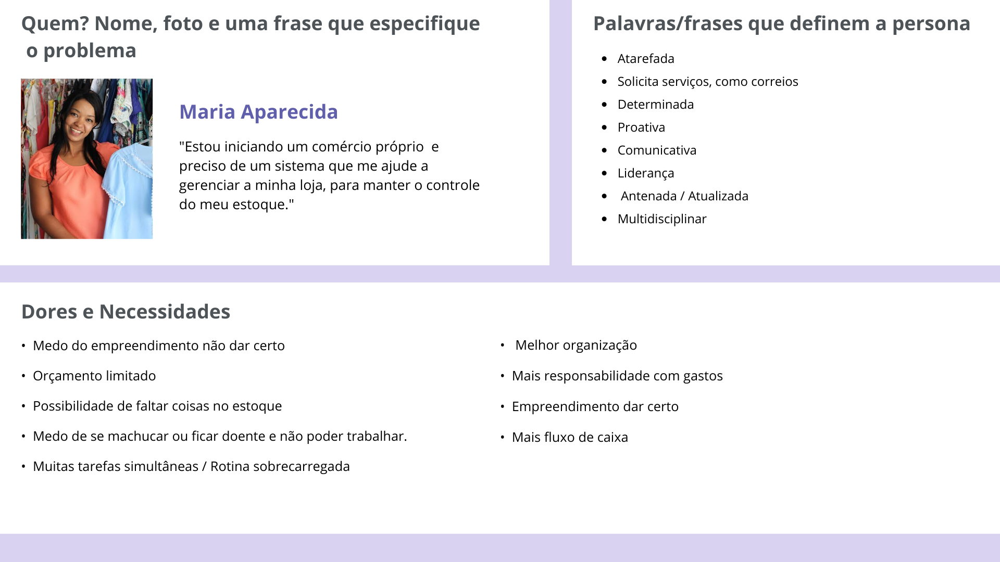 Quem? Nome, foto e uma frase que especifique
o problema
Maria Aparecida
"Estou iniciando um comércio próprio  e
preciso de um sistema que me ajude a
gerenciar a minha loja, para manter o controle
do meu estoque."
Palavras/frases que definem a persona
• Atarefada
• Solicita serviços, como correios
• Determinada
• Proativa
• Comunicativa
• Liderança
• Antenada / Atualizada
• Multidisciplinar
Dores e Necessidades
• Medo do empreendimento não dar certo
• Orçamento limitado
• Possibilidade de faltar coisas no estoque
• Medo de se machucar ou ficar doente e não poder trabalhar.
• Muitas tarefas simultâneas / Rotina sobrecarregada
• Melhor organização
• Mais responsabilidade com gastos
• Empreendimento dar certo
• Mais fluxo de caixa